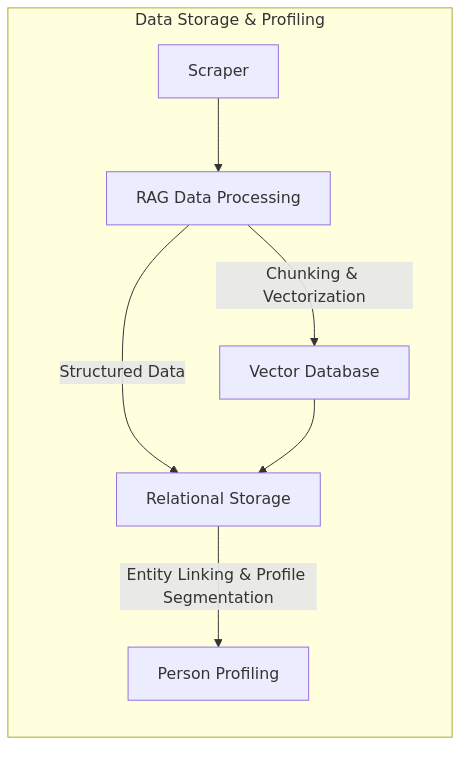 Data Storage & Profiling
Scraper
RAG Data Processing
Chunking &
Vectorization
Structured Data
Vector Database
Relational Storage
Entity Linking & Profile
Segmentation
Person Profiling